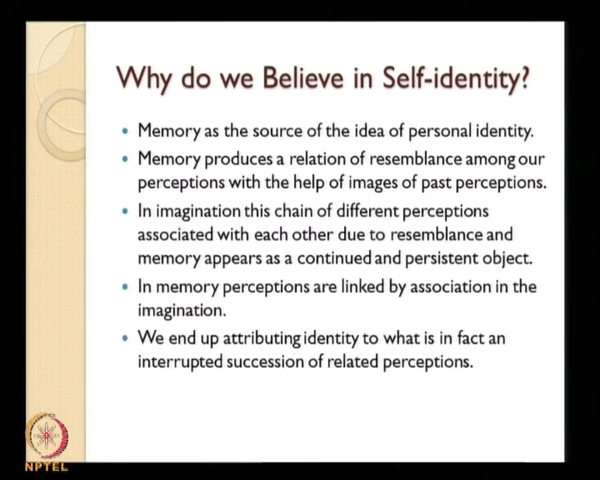 Why do we Believe in Self-identity?
• Memory as the source of the idea of personal identity.
• Memory produces a relation of resemblance among our
perceptions with the help of images of past perceptions.
• In imagination this chain of different perceptions
associated with each other due to resemblance and
memory appears as a continued and persistent object.
• In memory perceptions are linked by association in the
imagination.
• We end up attributing identity to what is in fact an
interrupted succession of related perceptions.
NPTEL